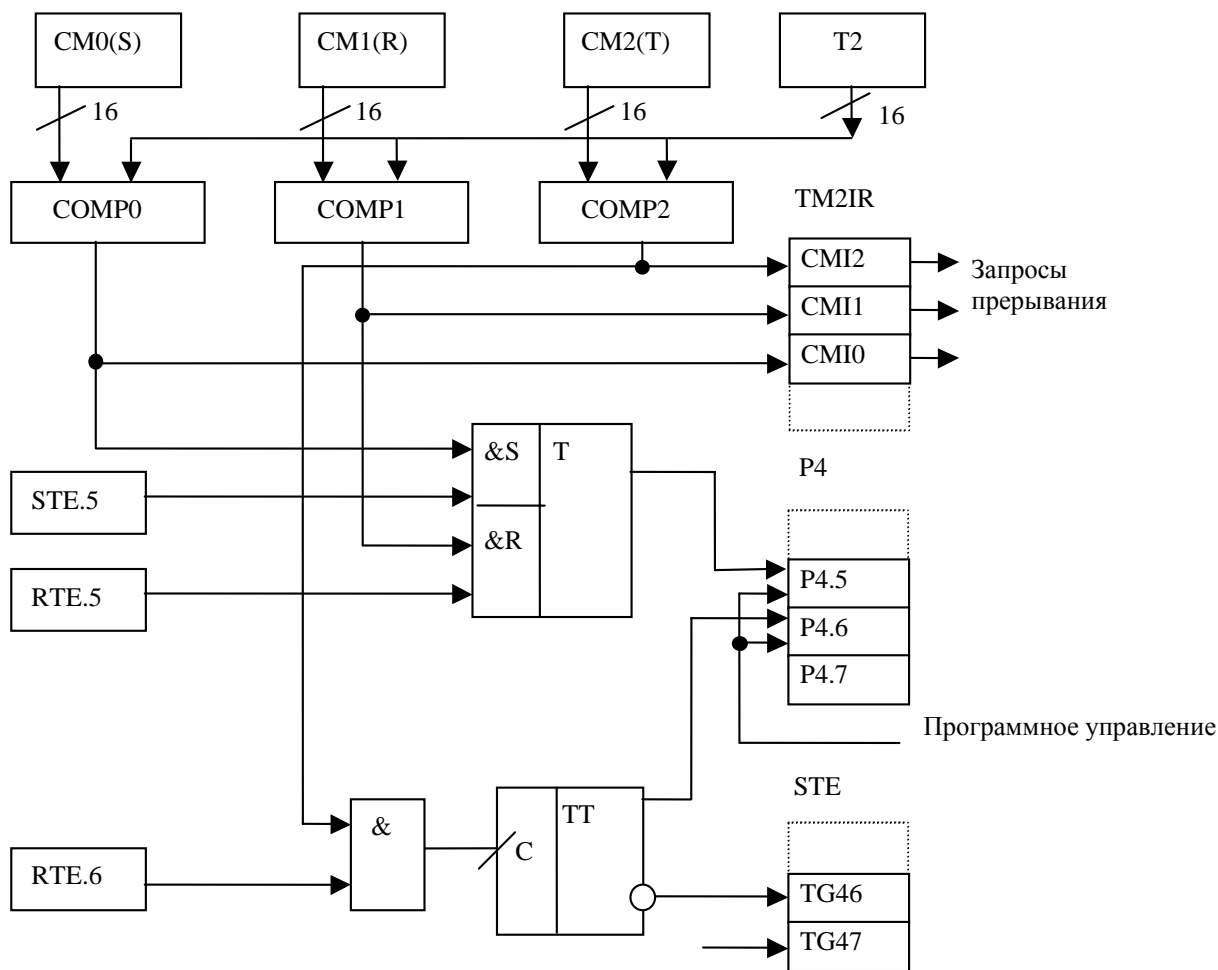 CM0(S)
CM1(R)
CM2(T)
T2
16
16
16
16
COMP0
COMP1
COMP2
TM2IR
CMI2
CMI1
CMI0
Запросы
прерывания
&S
T
&R
STE.5
RTE.5
P4
P4.5
P4.6
P4.7
Программное управление
STE
&
TT
C
RTE.6
TG46
TG47